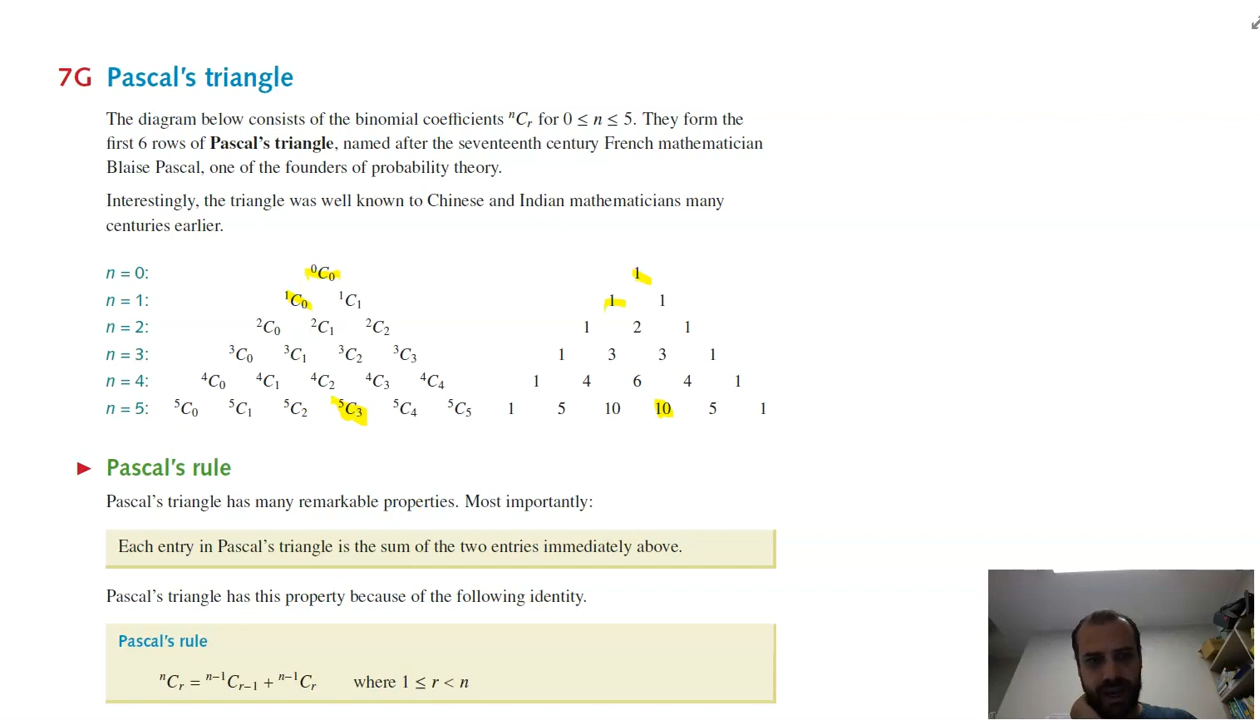 7G Pascal's triangle
The diagram below consists of the binomial coefficients ⁿCᵣ for 0 ≤ n ≤ 5. They form the
first 6 rows of Pascal's triangle, named after the seventeenth century French mathematician
Blaise Pascal, one of the founders of probability theory.
Interestingly, the triangle was well known to Chinese and Indian mathematicians many
centuries earlier.
n = 0: ⁰C₀ 1
n = 1: ¹C₀ ¹C₁ 1 1
n = 2: ²C₀ ²C₁ ²C₂ 1 2 1
n = 3: ³C₀ ³C₁ ³C₂ ³C₃ 1 3 3 1
n = 4: ⁴C₀ ⁴C₁ ⁴C₂ ⁴C₃ ⁴C₄ 1 4 6 4 1
n = 5: ⁵C₀ ⁵C₁ ⁵C₂ ⁵C₃ ⁵C₄ ⁵C₅ 1 5 10 10 5 1
► Pascal's rule
Pascal's triangle has many remarkable properties. Most importantly:
Each entry in Pascal's triangle is the sum of the two entries immediately above.
Pascal's triangle has this property because of the following identity.
Pascal's rule
ⁿCᵣ = ⁿ⁻¹Cᵣ₋₁ + ⁿ⁻¹Cᵣ where 1 ≤ r < n